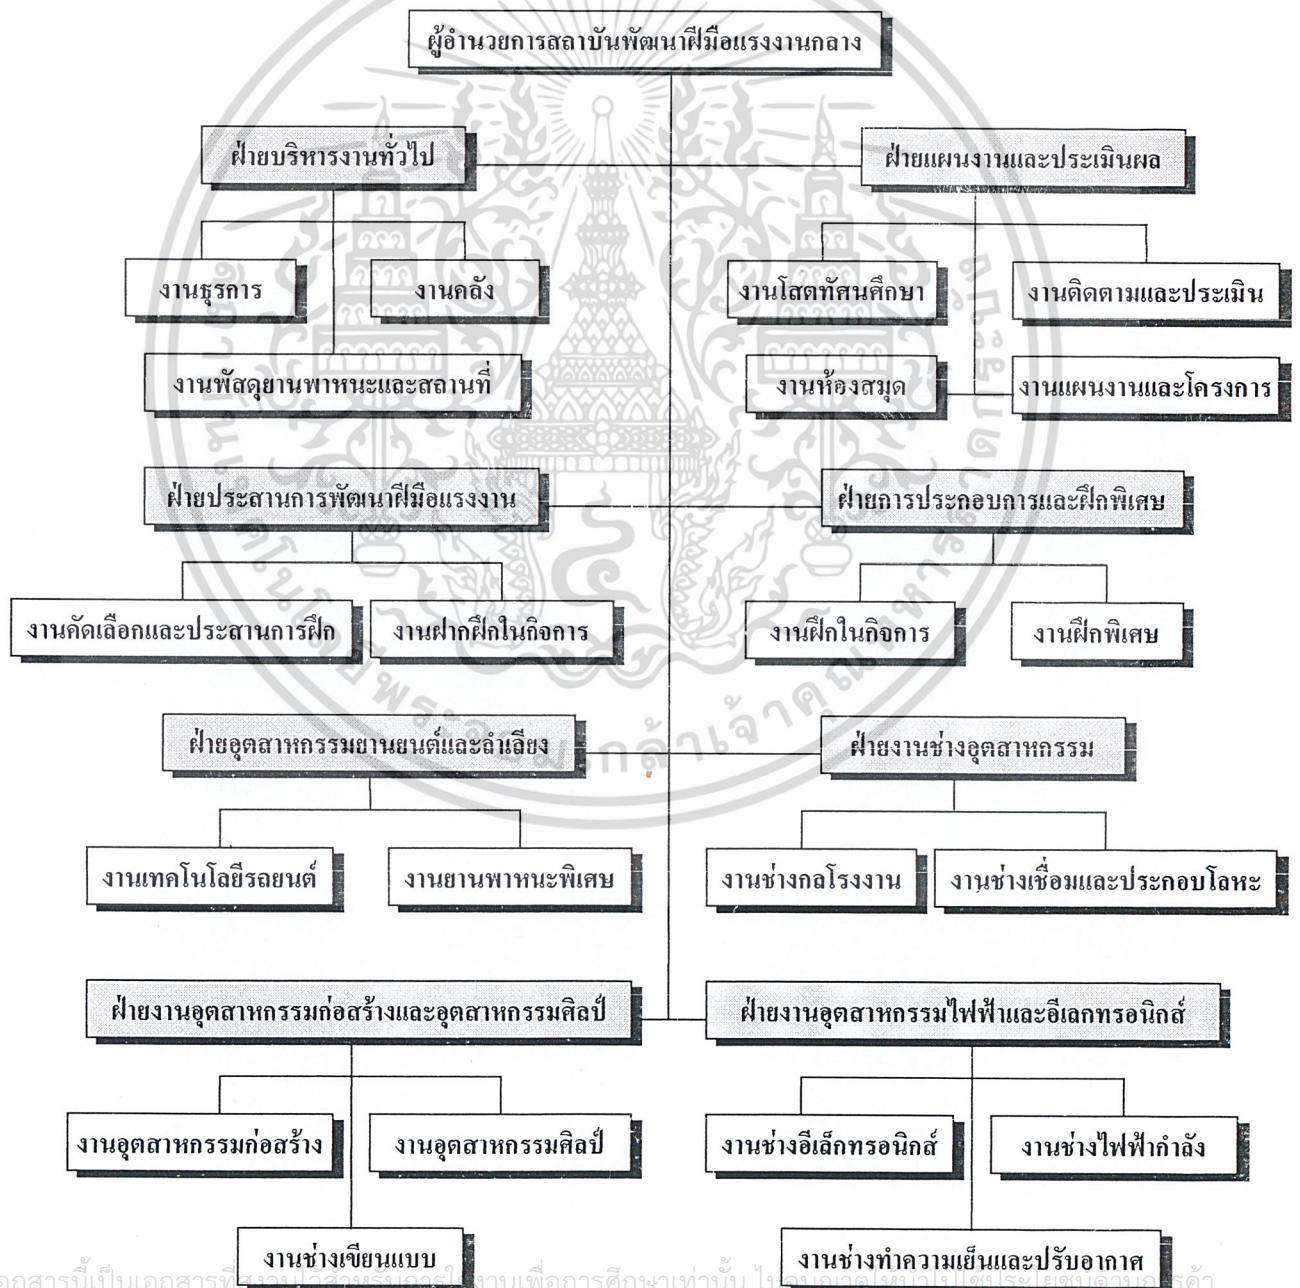 ผู้อำนวยการสถาบันพัฒนาฝีมือแรงงานกลาง
ฝ่ายบริหารงานทั่วไป
ฝ่ายแผนงานและประเมินผล
งานธุรการ
งานคลัง
งานโสตทัศนศึกษา
งานติดตามและประเมิน
งานพัสดุยานพาหนะและสถานที่
งานห้องสมุด
งานแผนงานและโครงการ
ฝ่ายประสานการพัฒนาฝีมือแรงงาน
ฝ่ายการประกอบการและฝึกพิเศษ
งานคัดเลือกและประสานการฝึก
งานฝากฝึกในกิจการ
งานฝึกในกิจการ
งานฝึกพิเศษ
ฝ่ายอุตสาหกรรมยานยนต์และลำเลียง
ฝ่ายงานช่างอุตสาหกรรม
งานเทคโนโลยีรถยนต์
งานยานพาหนะพิเศษ
งานช่างกลโรงงาน
งานช่างเชื่อมและประกอบโลหะ
ฝ่ายงานอุตสาหกรรมก่อสร้างและอุตสาหกรรมศิลป์
ฝ่ายงานอุตสาหกรรมไฟฟ้าและอีเลกทรอนิกส์
งานอุตสาหกรรมก่อสร้าง
งานอุตสาหกรรมศิลป์
งานช่างอีเล็กทรอนิกส์
งานช่างไฟฟ้ากำลัง
งานช่างเขียนแบบ
งานช่างทำความเย็นและปรับอากาศ